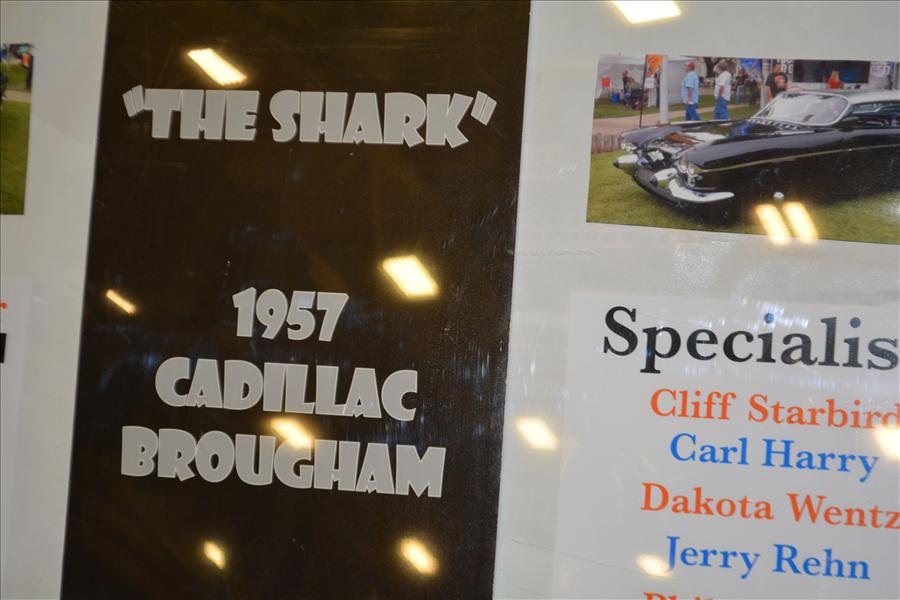 "THE SHARK"
1957
CADILLAC
BROUGHAM
Specialis
Cliff Starbird
Carl Harry
Dakota Wentz
Jerry Rehn